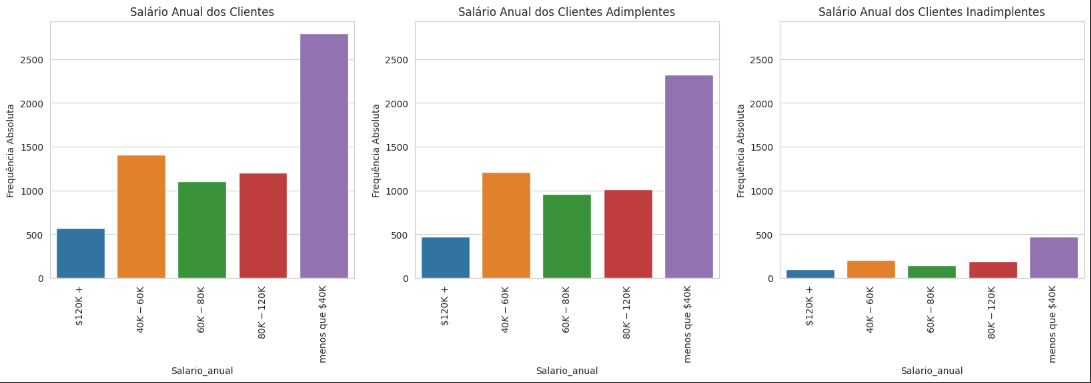 Salário Anual dos Clientes
Frequência Absoluta
2500
2000
1500
1000
500
0
$120K +
40K − 60K
60K − 80K
80K − 120K
menos que $40K
Salario_anual
Salário Anual dos Clientes Adimplentes
Frequência Absoluta
2500
2000
1500
1000
500
0
$120K +
40K − 60K
60K − 80K
80K − 120K
menos que $40K
Salario_anual
Salário Anual dos Clientes Inadimplentes
Frequência Absoluta
2500
2000
1500
1000
500
0
$120K +
40K − 60K
60K − 80K
80K − 120K
menos que $40K
Salario_anual